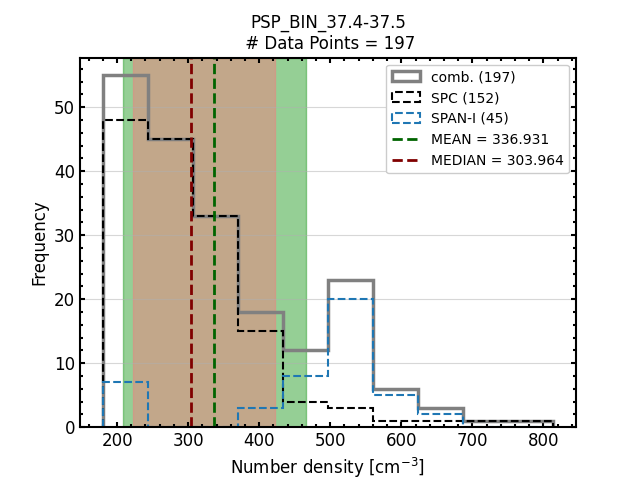 PSP_BIN_37.4-37.5
# Data Points = 197
comb. (197)
SPC (152)
SPAN-I (45)
MEAN = 336.931
MEDIAN = 303.964
Frequency
50
40
30
20
10
0
200 300 400 500 600 700 800
Number density [cm⁻³]